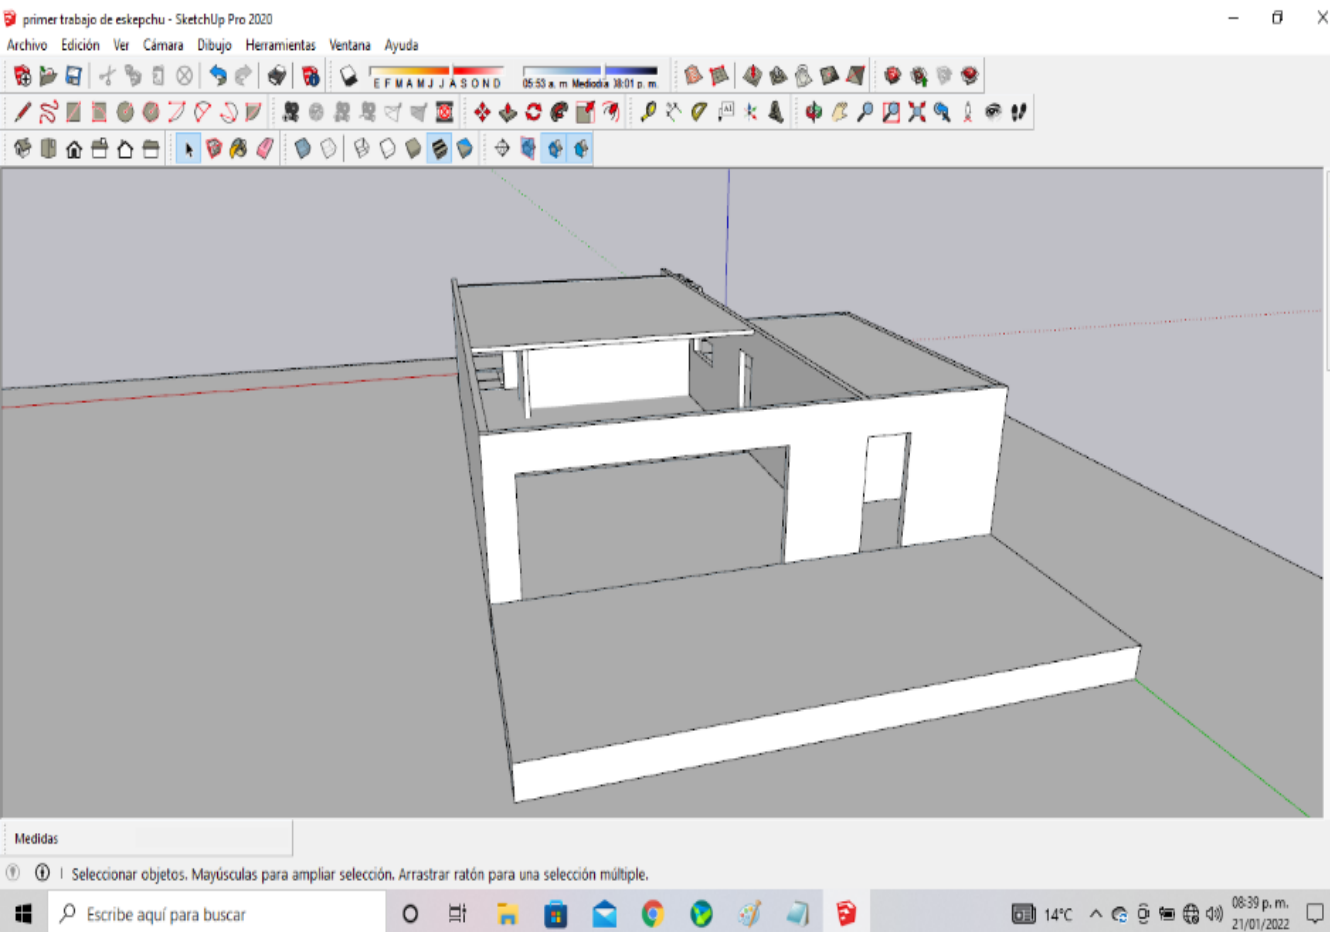 primer trabajo de eskepchu - SketchUp Pro 2020
Archivo Edición Ver Cámara Dibujo Herramientas Ventana Ayuda
E F M A M J J A S O N D 05:53 a. m Mediodía 08:01 p. m.
A1
Medidas
Seleccionar objetos. Mayúsculas para ampliar selección. Arrastrar ratón para una selección múltiple.
Escribe aquí para buscar
14°C
08:39 p. m.
21/01/2022